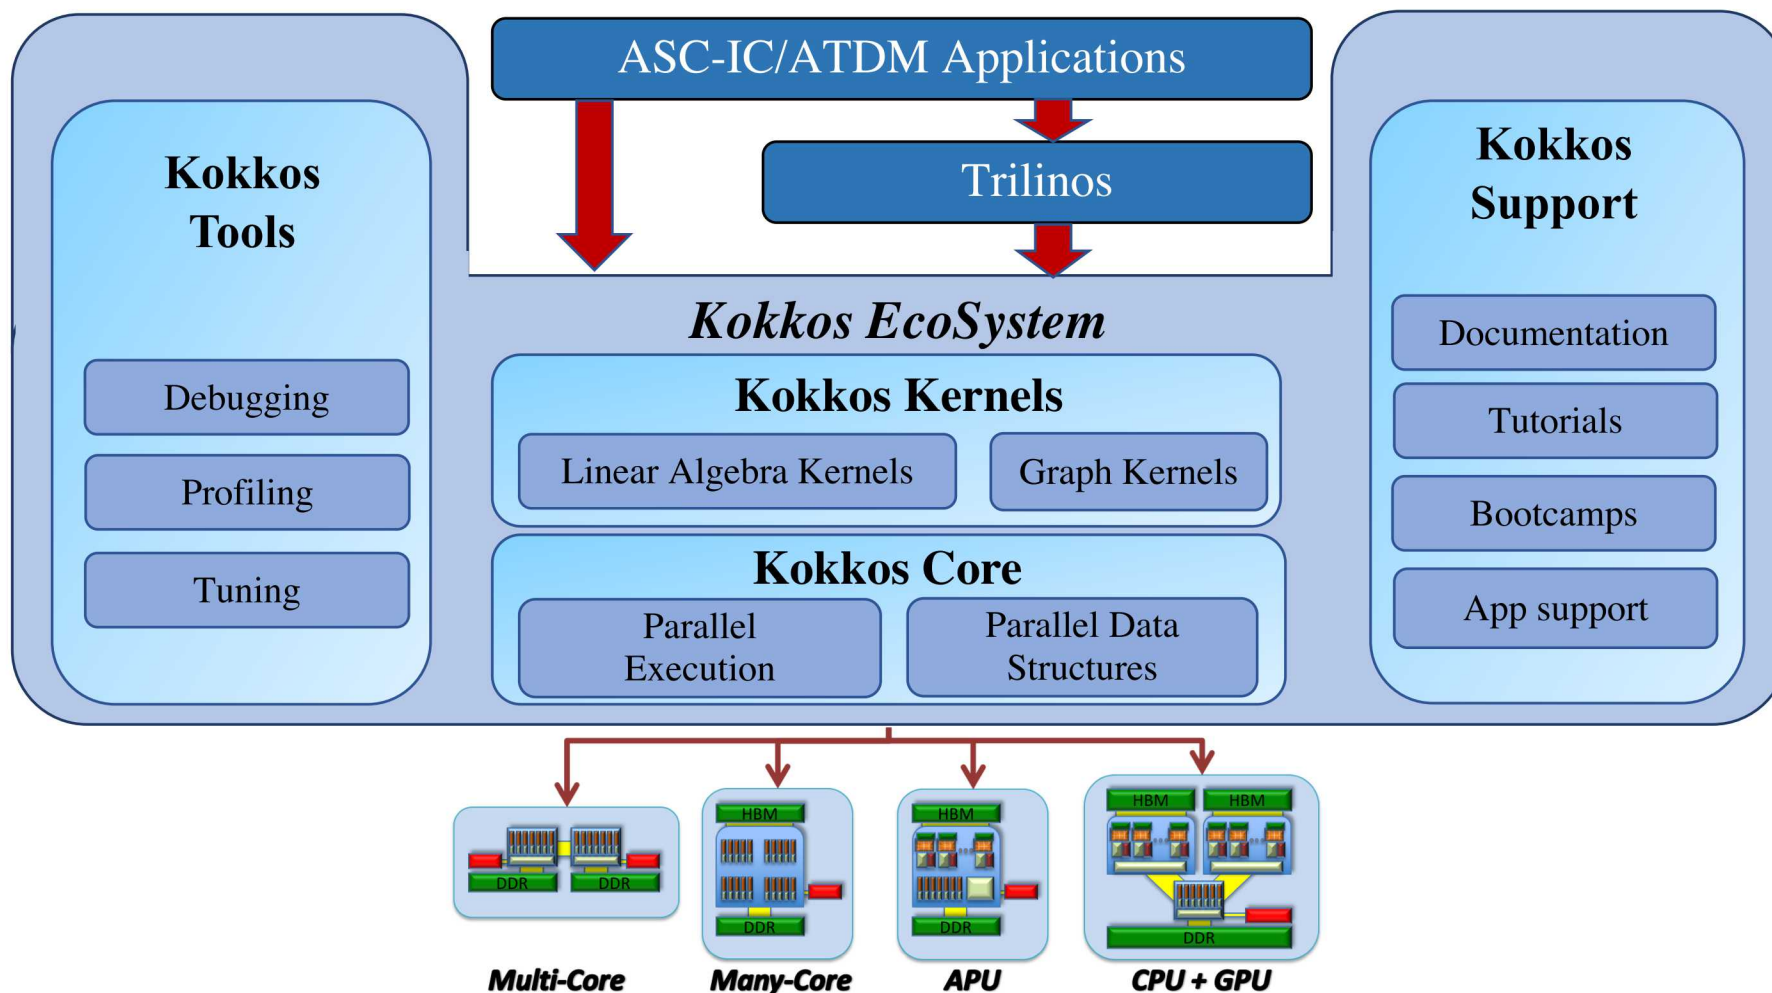 ASC-IC/ATDM Applications
Trilinos
Kokkos
Tools
Debugging
Profiling
Tuning
Kokkos EcoSystem
Kokkos Kernels
Linear Algebra Kernels
Graph Kernels
Kokkos Core
Parallel
Execution
Parallel Data
Structures
Kokkos
Support
Documentation
Tutorials
Bootcamps
App support
DDR
DDR
Multi-Core
HBM
DDR
Many-Core
HBM
DDR
APU
HBM
HBM
DDR
CPU + GPU